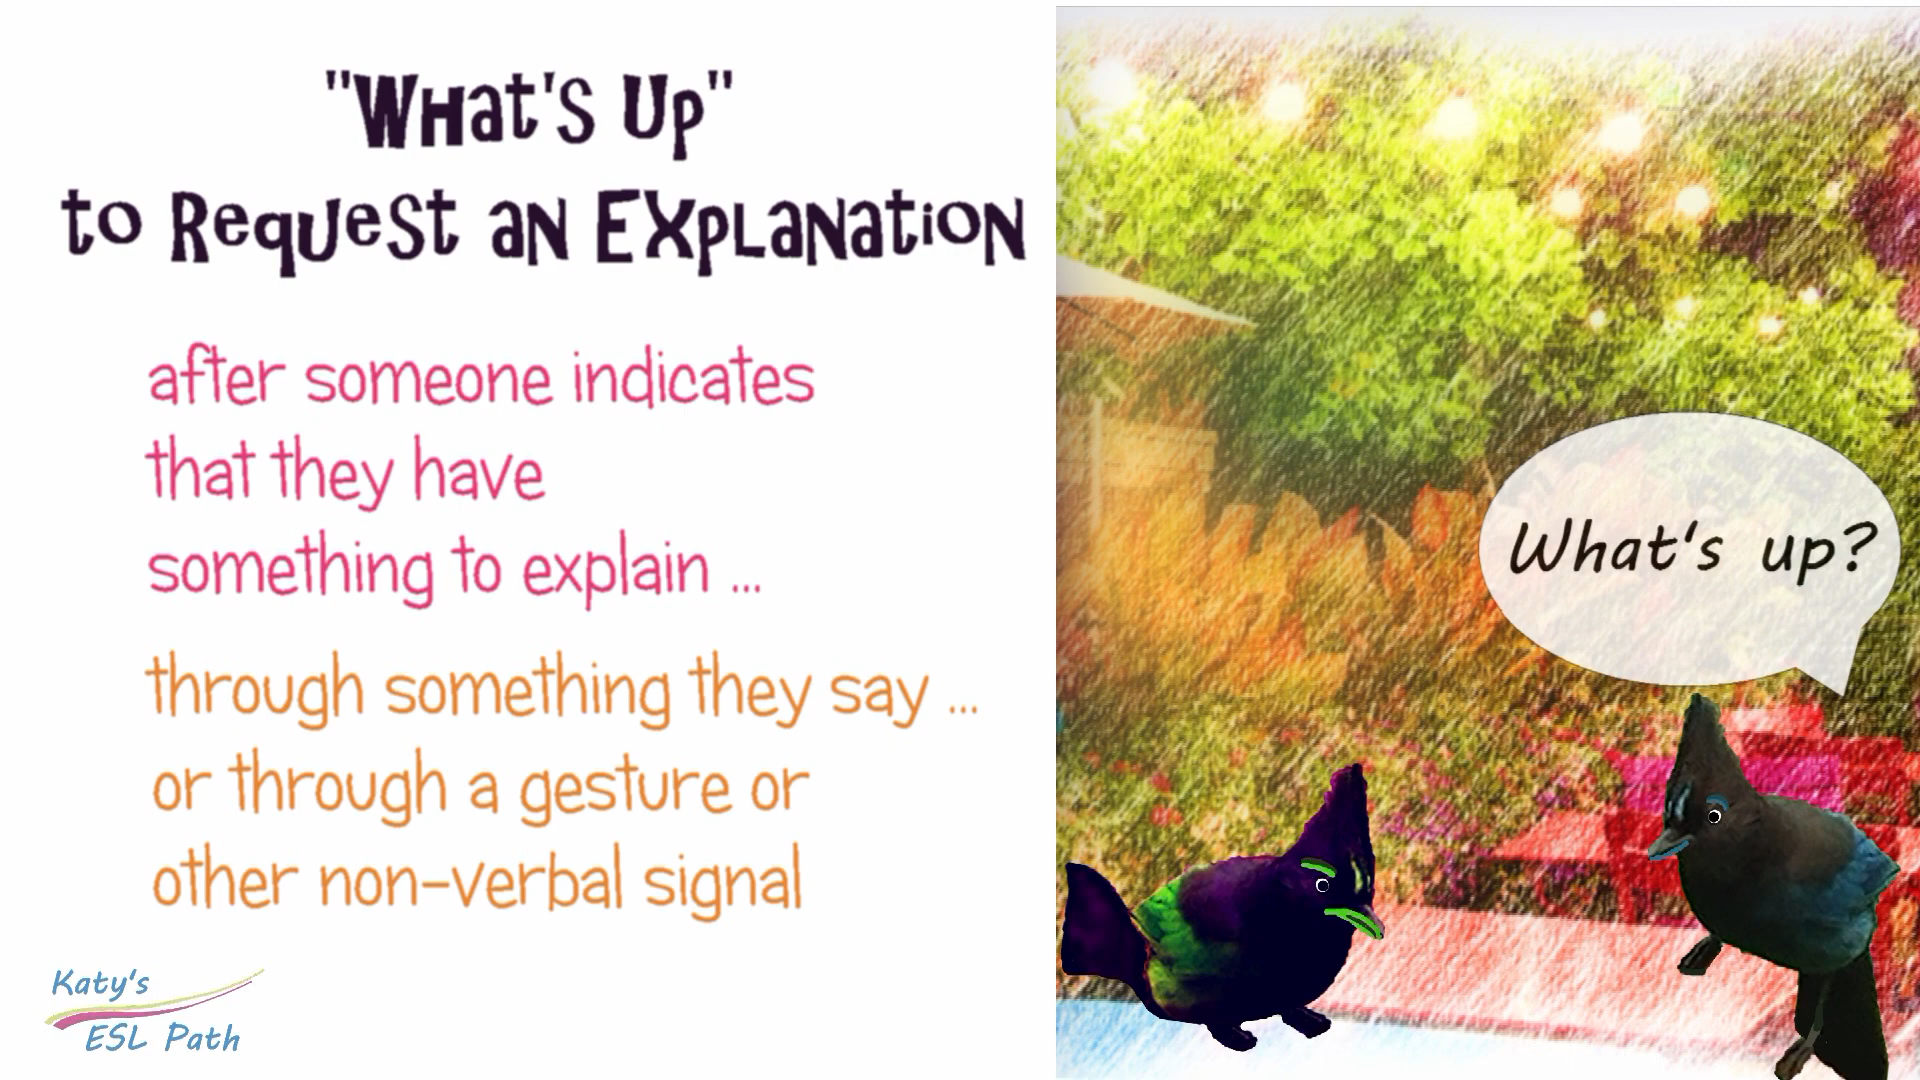 "What's Up"
to Request an Explanation
after someone indicates
that they have
something to explain ...
through something they say ...
or through a gesture or
other non-verbal signal
What's up?
Katy's
ESL Path